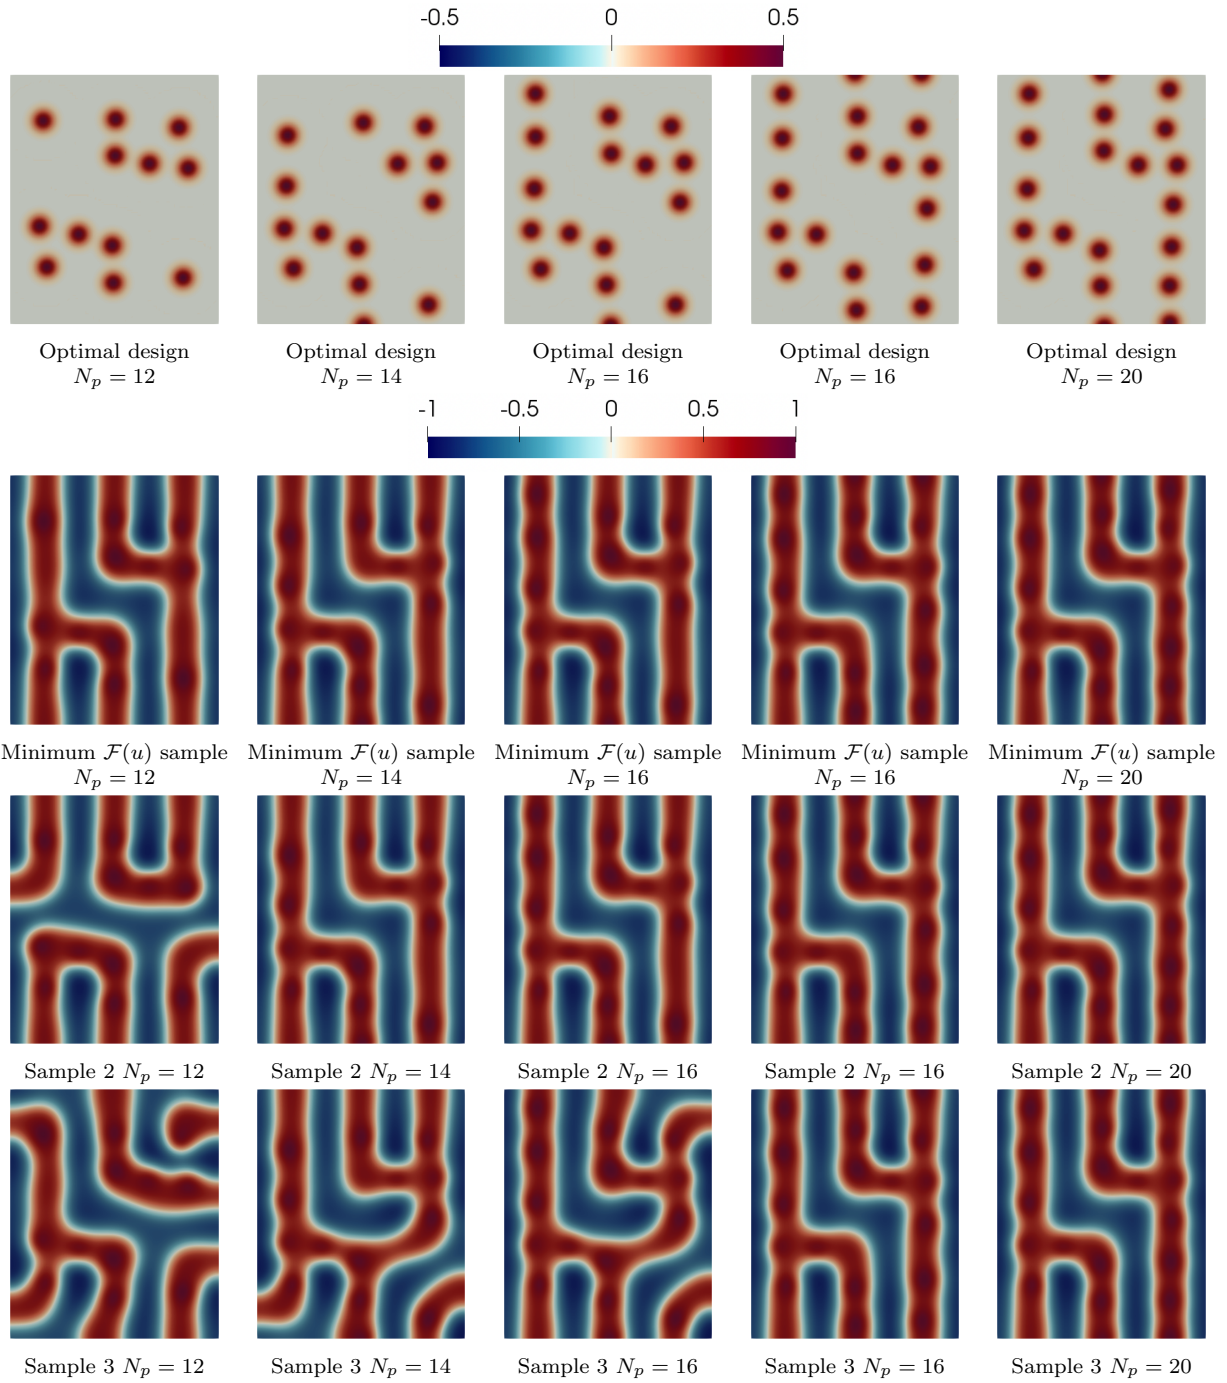 -0.5 0 0.5
Optimal design Optimal design Optimal design Optimal design Optimal design
N_p = 12 N_p = 14 N_p = 16 N_p = 16 N_p = 20
-1 -0.5 0 0.5 1
Minimum F(u) sample Minimum F(u) sample Minimum F(u) sample Minimum F(u) sample Minimum F(u) sample
N_p = 12 N_p = 14 N_p = 16 N_p = 16 N_p = 20
Sample 2 N_p = 12 Sample 2 N_p = 14 Sample 2 N_p = 16 Sample 2 N_p = 16 Sample 2 N_p = 20
Sample 3 N_p = 12 Sample 3 N_p = 14 Sample 3 N_p = 16 Sample 3 N_p = 16 Sample 3 N_p = 20